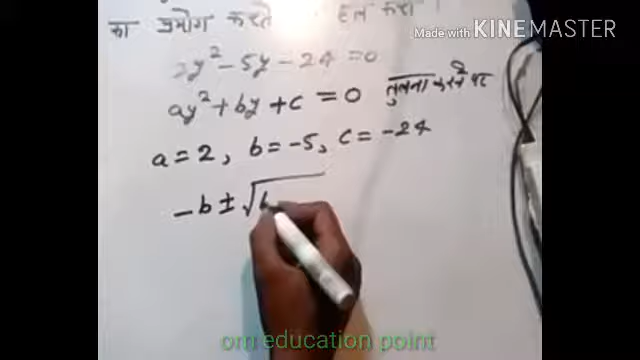 का प्रयोग करते हल करो।
Made with KINEMASTER
2y² - 5y - 24 = 0
ay² + by + c = 0 तुलना करने पर
a = 2, b = -5, c = -24
- b ± √b
om education point